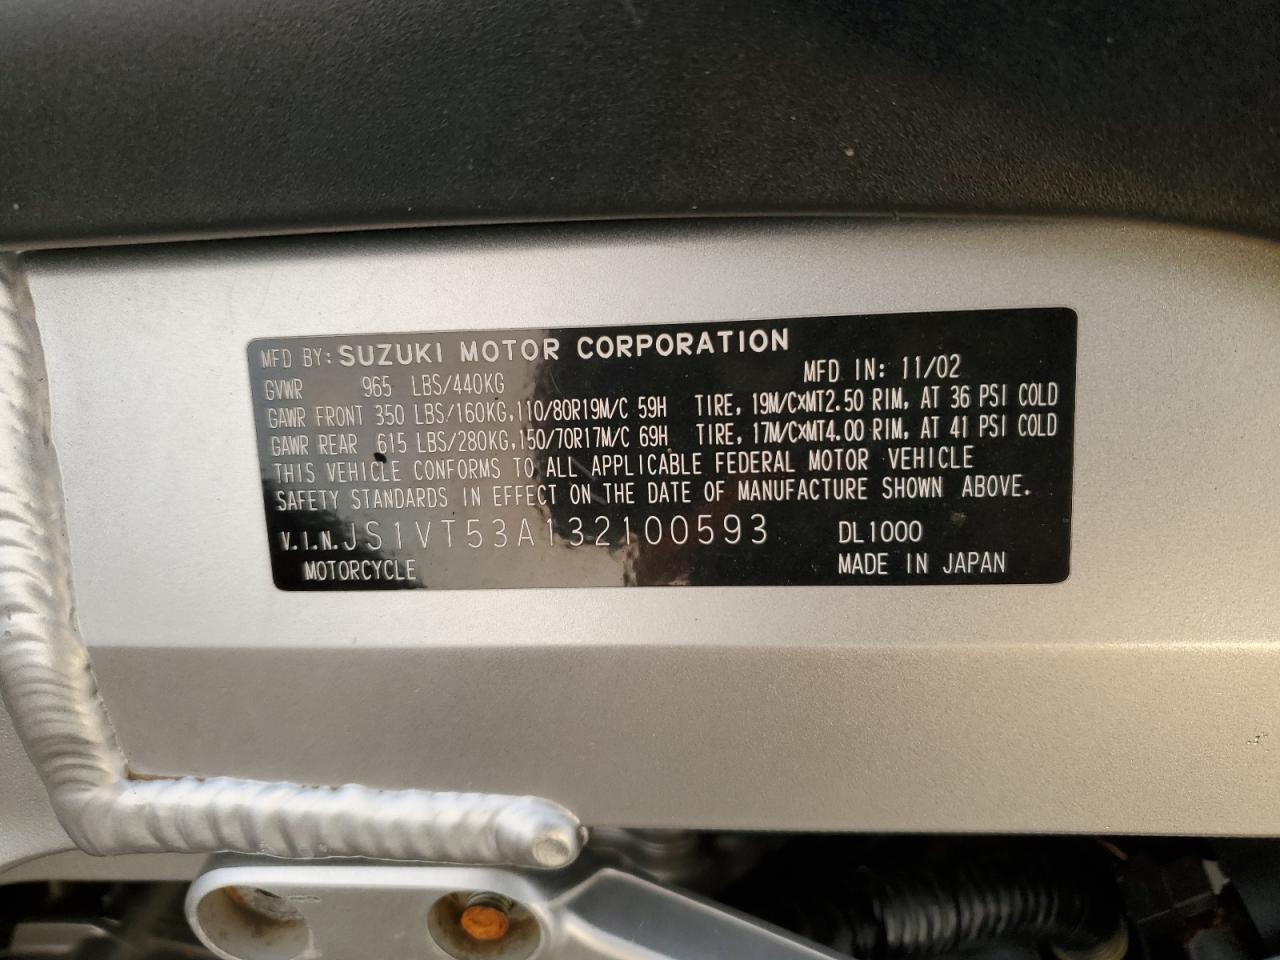 MFD BY: SUZUKI MOTOR CORPORATION
GVWR 965 LBS/440KG MFD IN: 11/02
GAWR FRONT 350 LBS/160KG,110/80R19M/C 59H TIRE, 19M/CXMT2.50 RIM, AT 36 PSI COLD
GAWR REAR 615 LBS/280KG,150/70R17M/C 69H TIRE, 17M/CXMT4.00 RIM, AT 41 PSI COLD
THIS VEHICLE CONFORMS TO ALL APPLICABLE FEDERAL MOTOR VEHICLE
SAFETY STANDARDS IN EFFECT ON THE DATE OF MANUFACTURE SHOWN ABOVE.
V.I.N. JS1VT53A132100593 DL1000
MOTORCYCLE MADE IN JAPAN